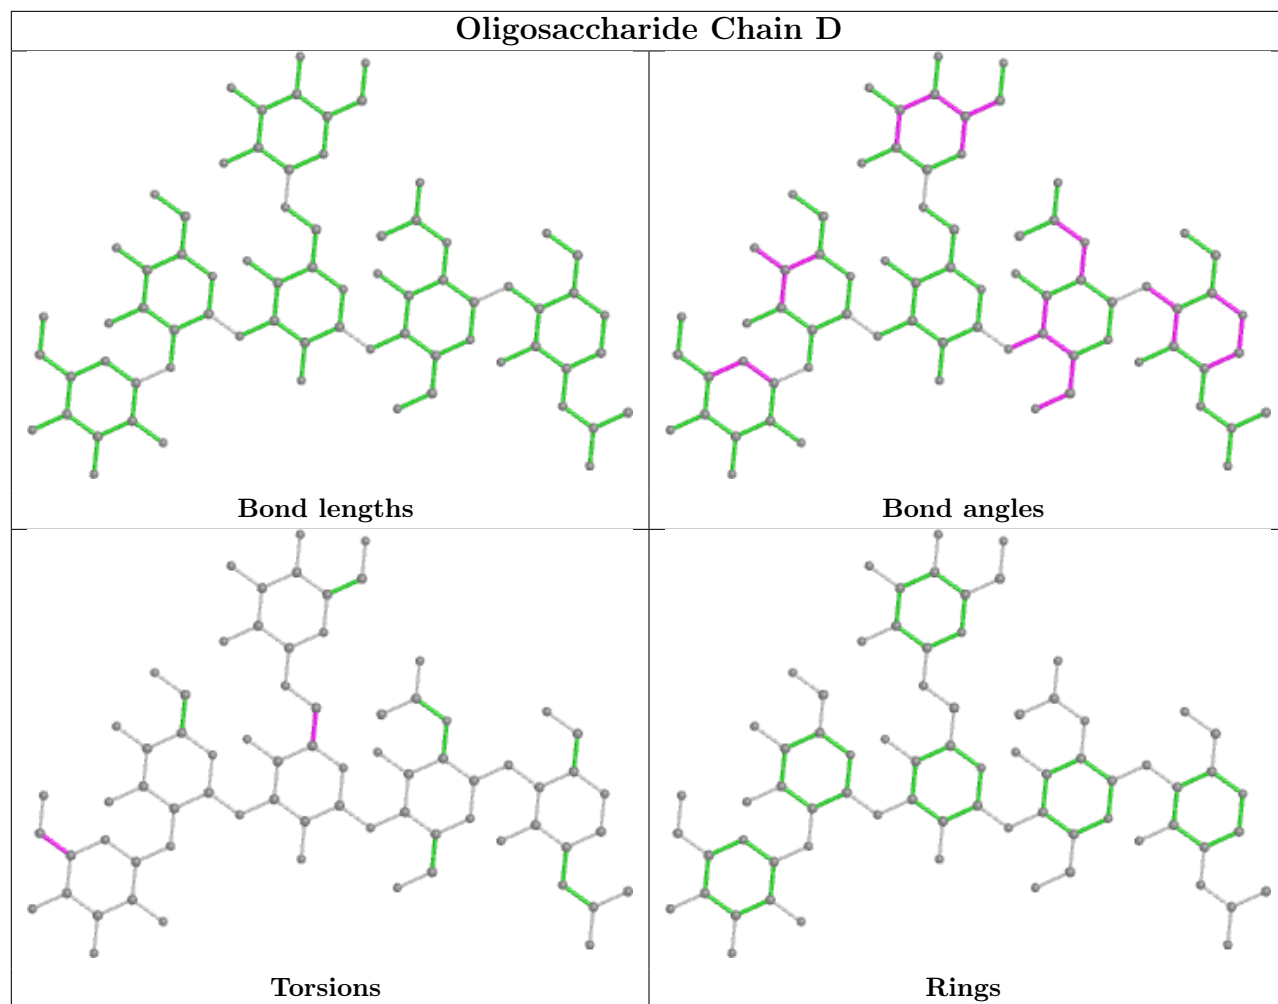 Oligosaccharide Chain D
Bond lengths
Bond angles
Torsions
Rings